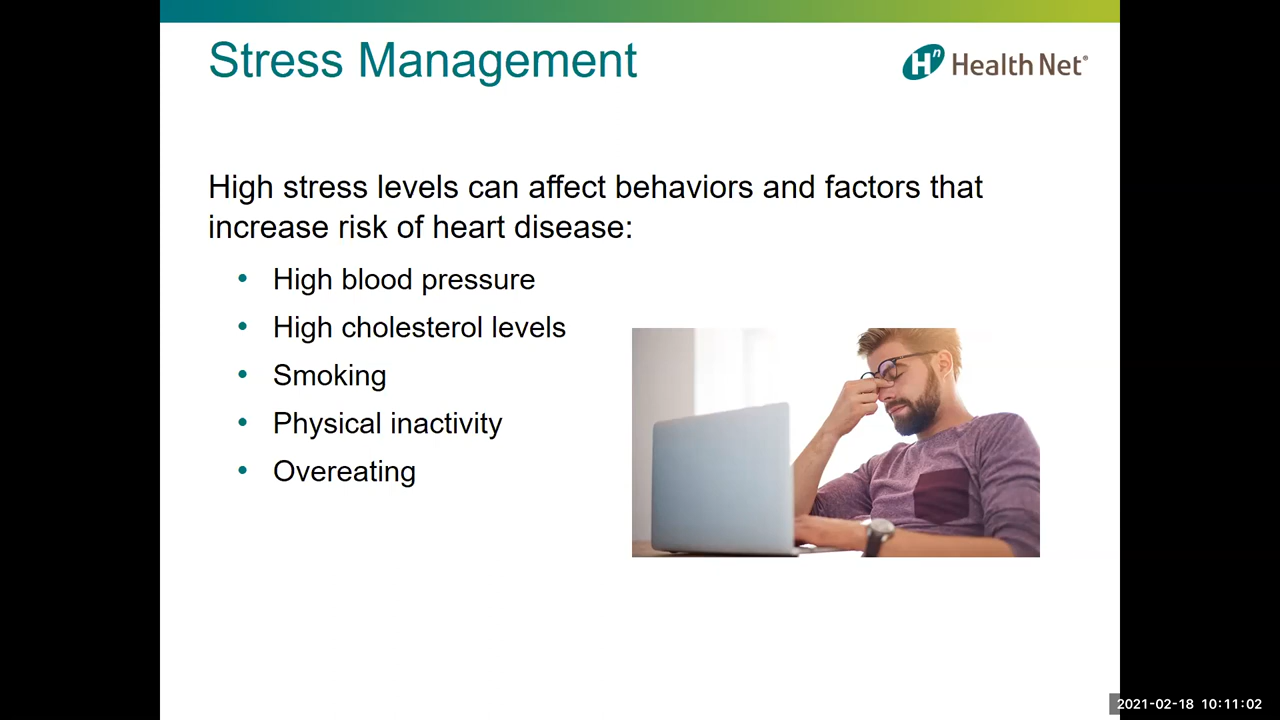 Stress Management
Hn Health Net®
High stress levels can affect behaviors and factors that
increase risk of heart disease:
• High blood pressure
• High cholesterol levels
• Smoking
• Physical inactivity
• Overeating
2021-02-18 10:11:02